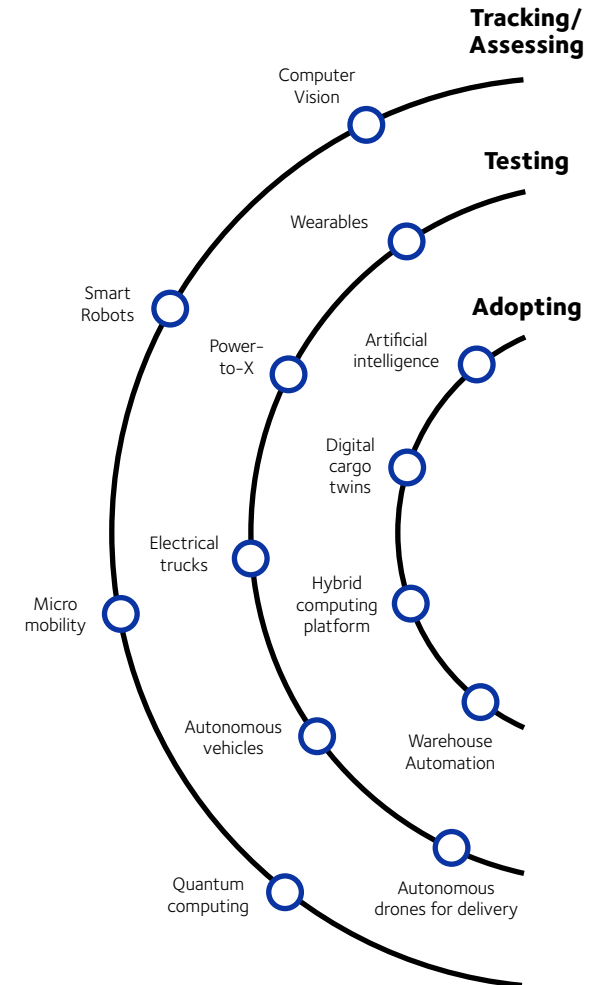 Tracking/
Assessing
Computer
Vision
Testing
Wearables
Smart
Robots
Adopting
Power-
to-X
Artificial
intelligence
Digital
cargo
twins
Electrical
trucks
Hybrid
computing
platform
Micro
mobility
Autonomous
vehicles
Warehouse
Automation
Quantum
computing
Autonomous
drones for delivery